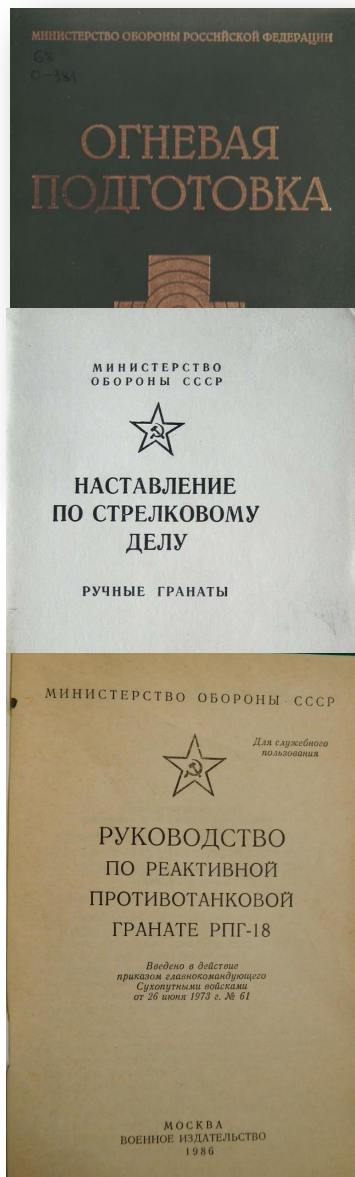 МИНИСТЕРСТВО ОБОРОНЫ РОССИЙСКОЙ ФЕДЕРАЦИИ
68
О-381
ОГНЕВАЯ
ПОДГОТОВКА
МИНИСТЕРСТВО
ОБОРОНЫ СССР
НАСТАВЛЕНИЕ
ПО СТРЕЛКОВОМУ
ДЕЛУ
РУЧНЫЕ ГРАНАТЫ
МИНИСТЕРСТВО ОБОРОНЫ СССР
Для служебного
пользования
РУКОВОДСТВО
ПО РЕАКТИВНОЙ
ПРОТИВОТАНКОВОЙ
ГРАНАТЕ РПГ-18
Введено в действие
приказом главнокомандующего
Сухопутными войсками
от 26 июня 1973 г. № 61
МОСКВА
ВОЕННОЕ ИЗДАТЕЛЬСТВО
1986